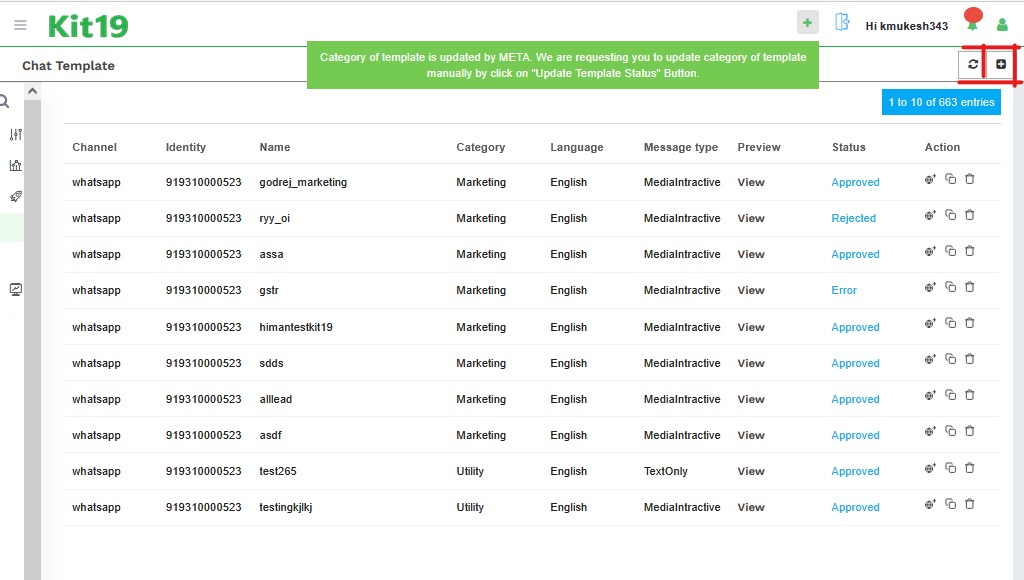 Kit19
Hi kmukesh343
Chat Template
Category of template is updated by META. We are requesting you to update category of template
manually by click on "Update Template Status" Button.
1 to 10 of 663 entries
Channel Identity Name Category Language Message type Preview Status Action
whatsapp 919310000523 godrej_marketing Marketing English MediaIntractive View Approved
whatsapp 919310000523 ryy_oi Marketing English MediaIntractive View Rejected
whatsapp 919310000523 assa Marketing English MediaIntractive View Approved
whatsapp 919310000523 gstr Marketing English MediaIntractive View Error
whatsapp 919310000523 himantestkit19 Marketing English MediaIntractive View Approved
whatsapp 919310000523 sdds Marketing English MediaIntractive View Approved
whatsapp 919310000523 alllead Marketing English MediaIntractive View Approved
whatsapp 919310000523 asdf Marketing English MediaIntractive View Approved
whatsapp 919310000523 test265 Utility English TextOnly View Approved
whatsapp 919310000523 testingkjlkj Utility English MediaIntractive View Approved